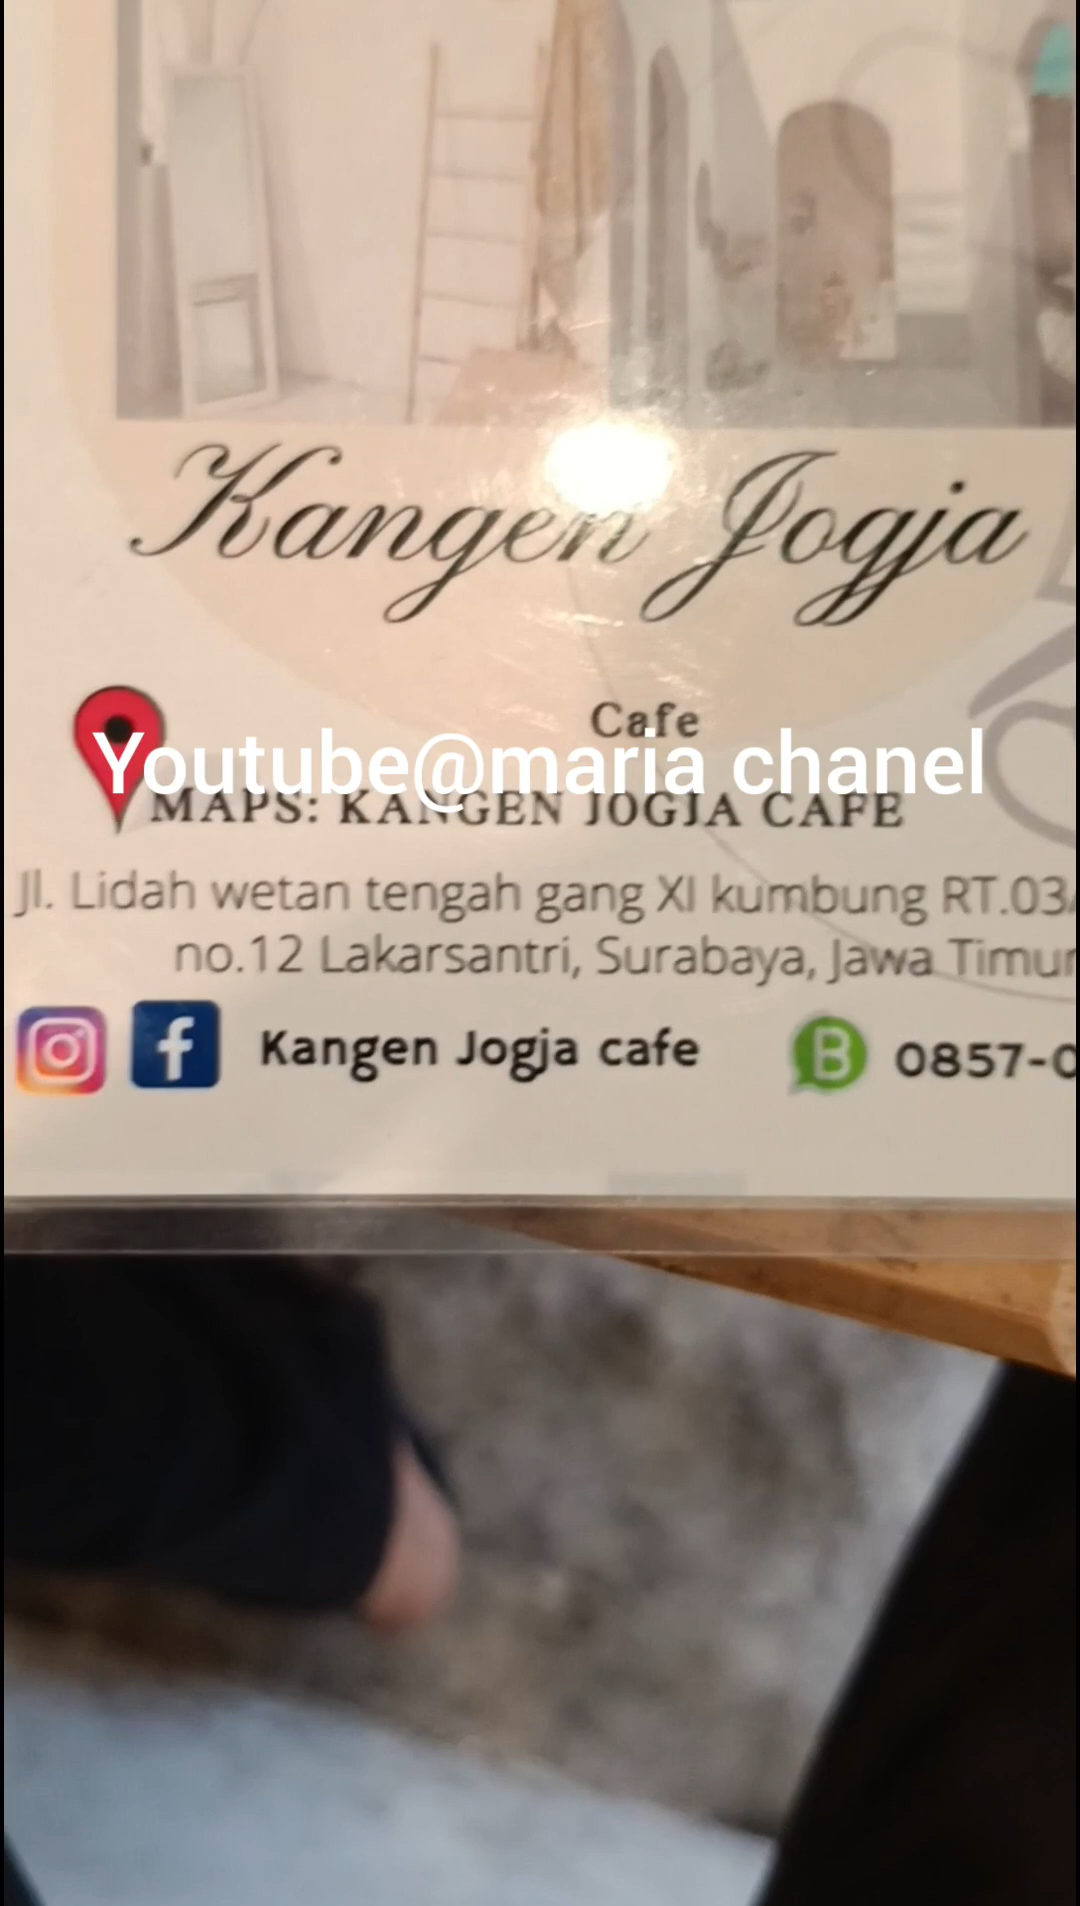 Kangen Jogja
Cafe
Youtube@maria chanel
MAPS: KANGEN JOGJA CAFE
Jl. Lidah wetan tengah gang XI kumbung RT.03/
no.12 Lakarsantri, Surabaya, Jawa Timur
Kangen Jogja cafe
B 0857-0